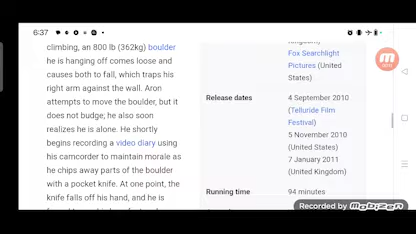 6:37
climbing, an 800 lb (362kg) boulder
he is hanging off comes loose and
causes both to fall, which traps his
right arm against the wall. Aron
attempts to move the boulder, but it
does not budge; he also soon
realizes he is alone. He shortly
begins recording a video diary using
his camcorder to maintain morale as
he chips away parts of the boulder
with a pocket knife. At one point, the
knife falls off his hand, and he is
Kingdom)
Fox Searchlight
Pictures (United
States)
Release dates
4 September 2010
(Telluride Film
Festival)
5 November 2010
(United States)
7 January 2011
(United Kingdom)
Running time
94 minutes
Recorded by Mobizen